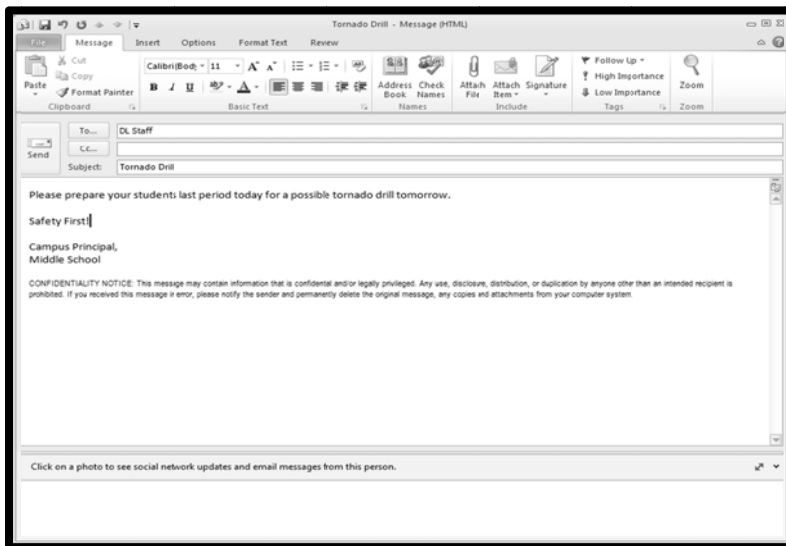 Tornado Drill - Message (HTML)
File Message Insert Options Format Text Review
Paste
Cut
Copy
Format Painter
Clipboard
Calibri (Body 11
B I U
Basic Text
Address Book
Check Names
Names
Attach File
Attach Item
Signature
Include
Follow Up
High Importance
Low Importance
Tags
Zoom
Zoom
Send
To... DL Staff
Cc...
Subject: Tornado Drill
Please prepare your students last period today for a possible tornado drill tomorrow.
Safety First!
Campus Principal,
Middle School
CONFIDENTIALITY NOTICE: This message may contain information that is confidental and/or legally privileged. Any use, disclosure, distribution, or duplication by anyone other than an intended recipient is
prohibited. If you received this message in error, please notify the sender and permanently delete the original message, any copies and attachments from your computer system.
Click on a photo to see social network updates and email messages from this person.